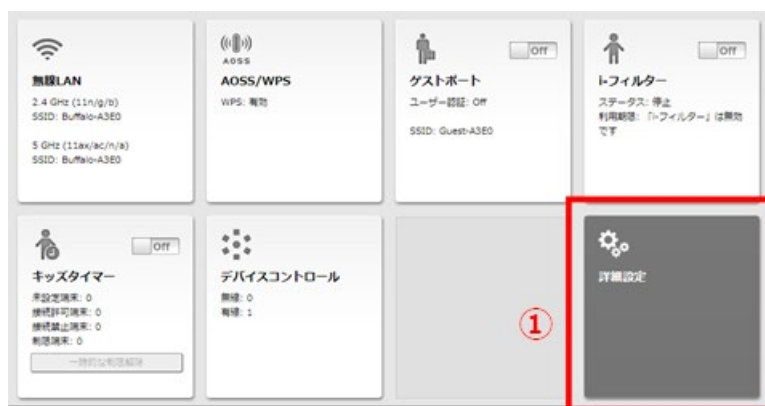 AOSS
Off
Off
無線LAN
AOSS/WPS
ゲストポート
i-フィルター
2.4 GHz (11n/g/b)
SSID: Buffalo-A3E0
5 GHz (11ax/ac/n/a)
SSID: Buffalo-A3E0
WPS: 有効
ユーザー認証: Off
SSID: Guest-A3E0
ステータス: 停止
利用期限: 「i-フィルター」は無効
です
Off
キッズタイマー
未設定端末: 0
接続許可端末: 0
接続禁止端末: 0
制限端末: 0
一時的な制限解除
デバイスコントロール
無線: 0
有線: 1
①
詳細設定